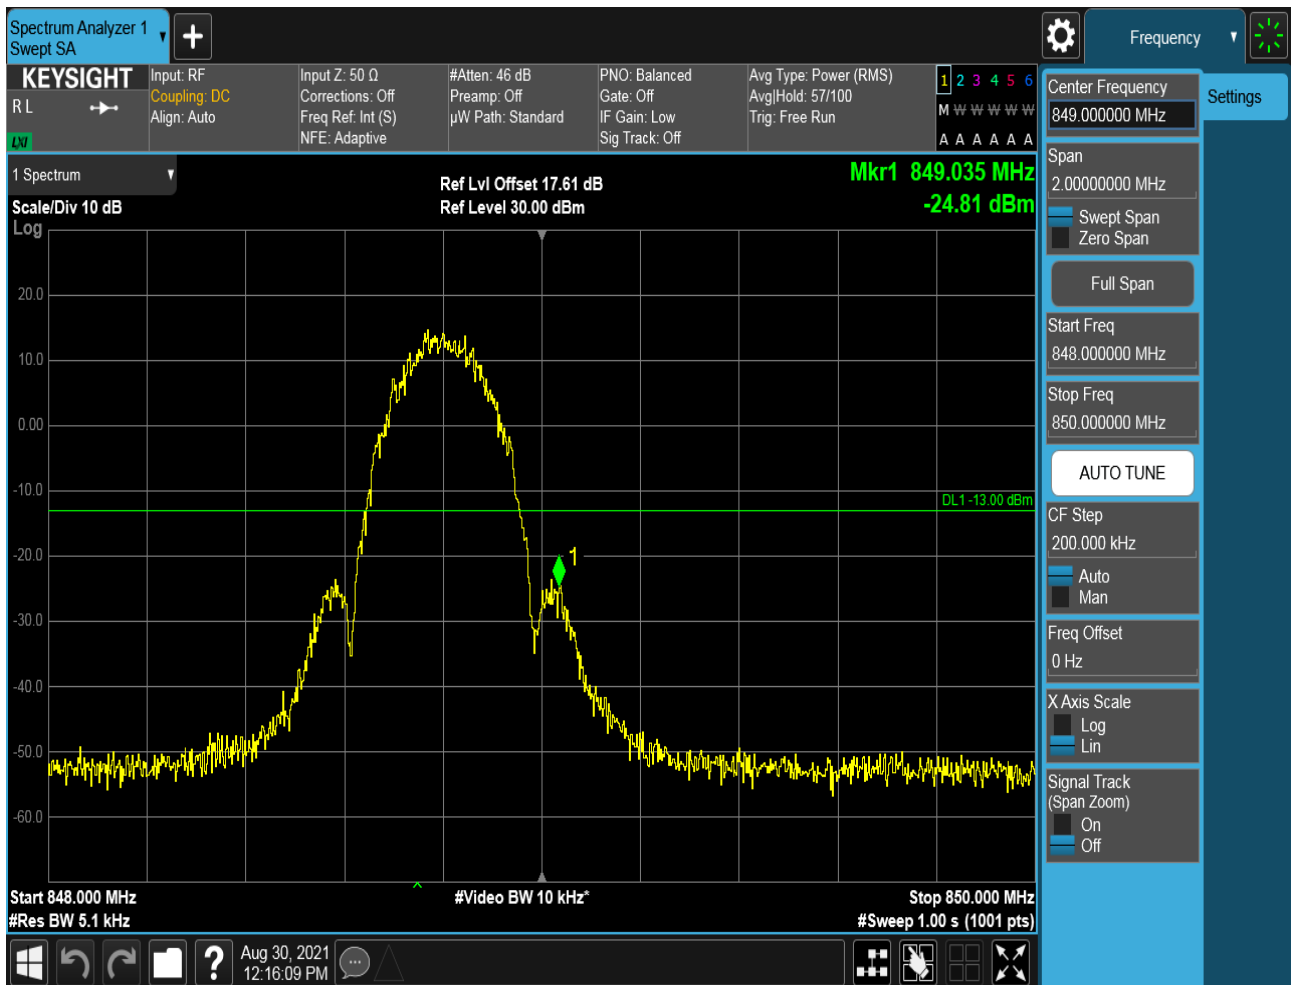 Spectrum Analyzer 1
Swept SA
Frequency
KEYSIGHT
R L
LXI
Input: RF
Coupling: DC
Align: Auto
Input Z: 50 Ω
Corrections: Off
Freq Ref: Int (S)
NFE: Adaptive
#Atten: 46 dB
Preamp: Off
µW Path: Standard
PNO: Balanced
Gate: Off
IF Gain: Low
Sig Track: Off
Avg Type: Power (RMS)
Avg|Hold: 57/100
Trig: Free Run
1 2 3 4 5 6
M W W W W W
A A A A A A
1 Spectrum
Scale/Div 10 dB
Log
Ref Lvl Offset 17.61 dB
Ref Level 30.00 dBm
Mkr1 849.035 MHz
-24.81 dBm
20.0
10.0
0.00
-10.0
-20.0
-30.0
-40.0
-50.0
-60.0
DL1 -13.00 dBm
1
Start 848.000 MHz
#Res BW 5.1 kHz
#Video BW 10 kHz*
Stop 850.000 MHz
#Sweep 1.00 s (1001 pts)
Aug 30, 2021
12:16:09 PM
?
Center Frequency
849.000000 MHz
Span
2.00000000 MHz
Swept Span
Zero Span
Full Span
Start Freq
848.000000 MHz
Stop Freq
850.000000 MHz
AUTO TUNE
CF Step
200.000 kHz
Auto
Man
Freq Offset
0 Hz
X Axis Scale
Log
Lin
Signal Track
(Span Zoom)
On
Off
Settings